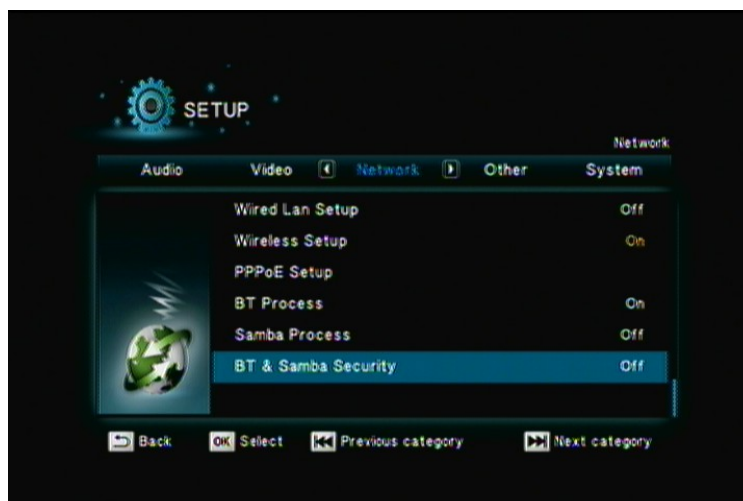 SETUP
Network
Audio Video Network Other System
Wired Lan Setup Off
Wireless Setup On
PPPoE Setup
BT Process On
Samba Process Off
BT & Samba Security Off
Back OK Select Previous category Next category